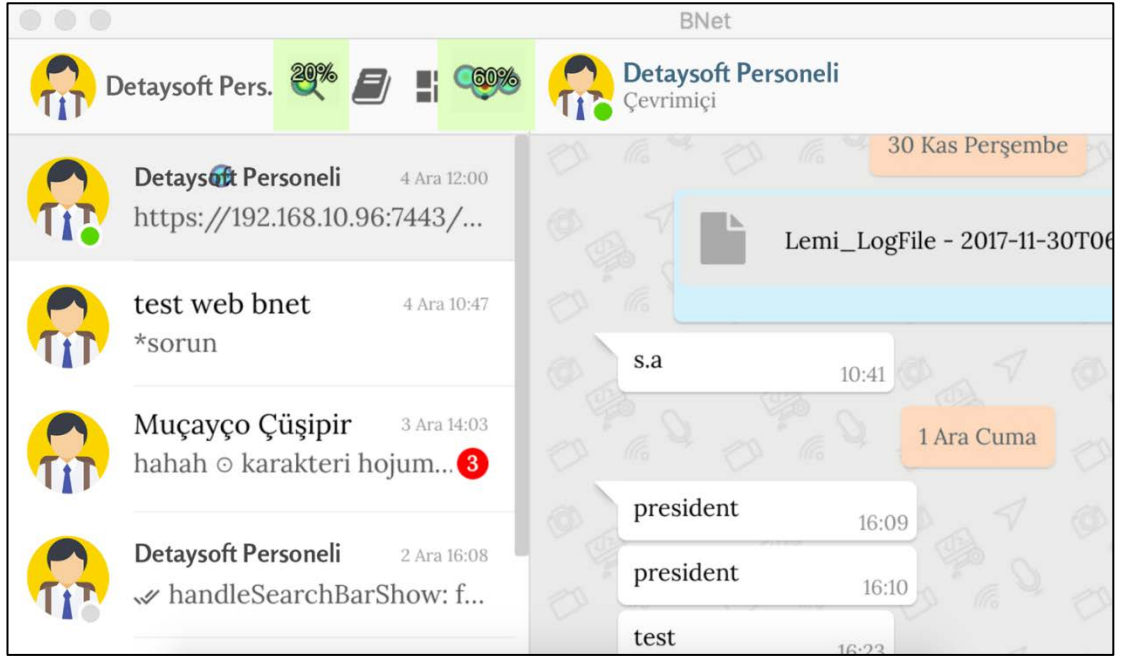 BNet
Detaysoft Pers.
20%
60%
Detaysoft Personeli
Çevrimiçi
Detaysoft Personeli
4 Ara 12:00
https://192.168.10.96:7443/...
test web bnet
4 Ara 10:47
*sorun
Muçayço Çüşipir
3 Ara 14:03
hahah ⊙ karakteri hojum... 3
Detaysoft Personeli
2 Ara 16:08
handleSearchBarShow: f...
30 Kas Perşembe
Lemi_LogFile - 2017-11-30T06
s.a
10:41
1 Ara Cuma
president
16:09
president
16:10
test
16:23